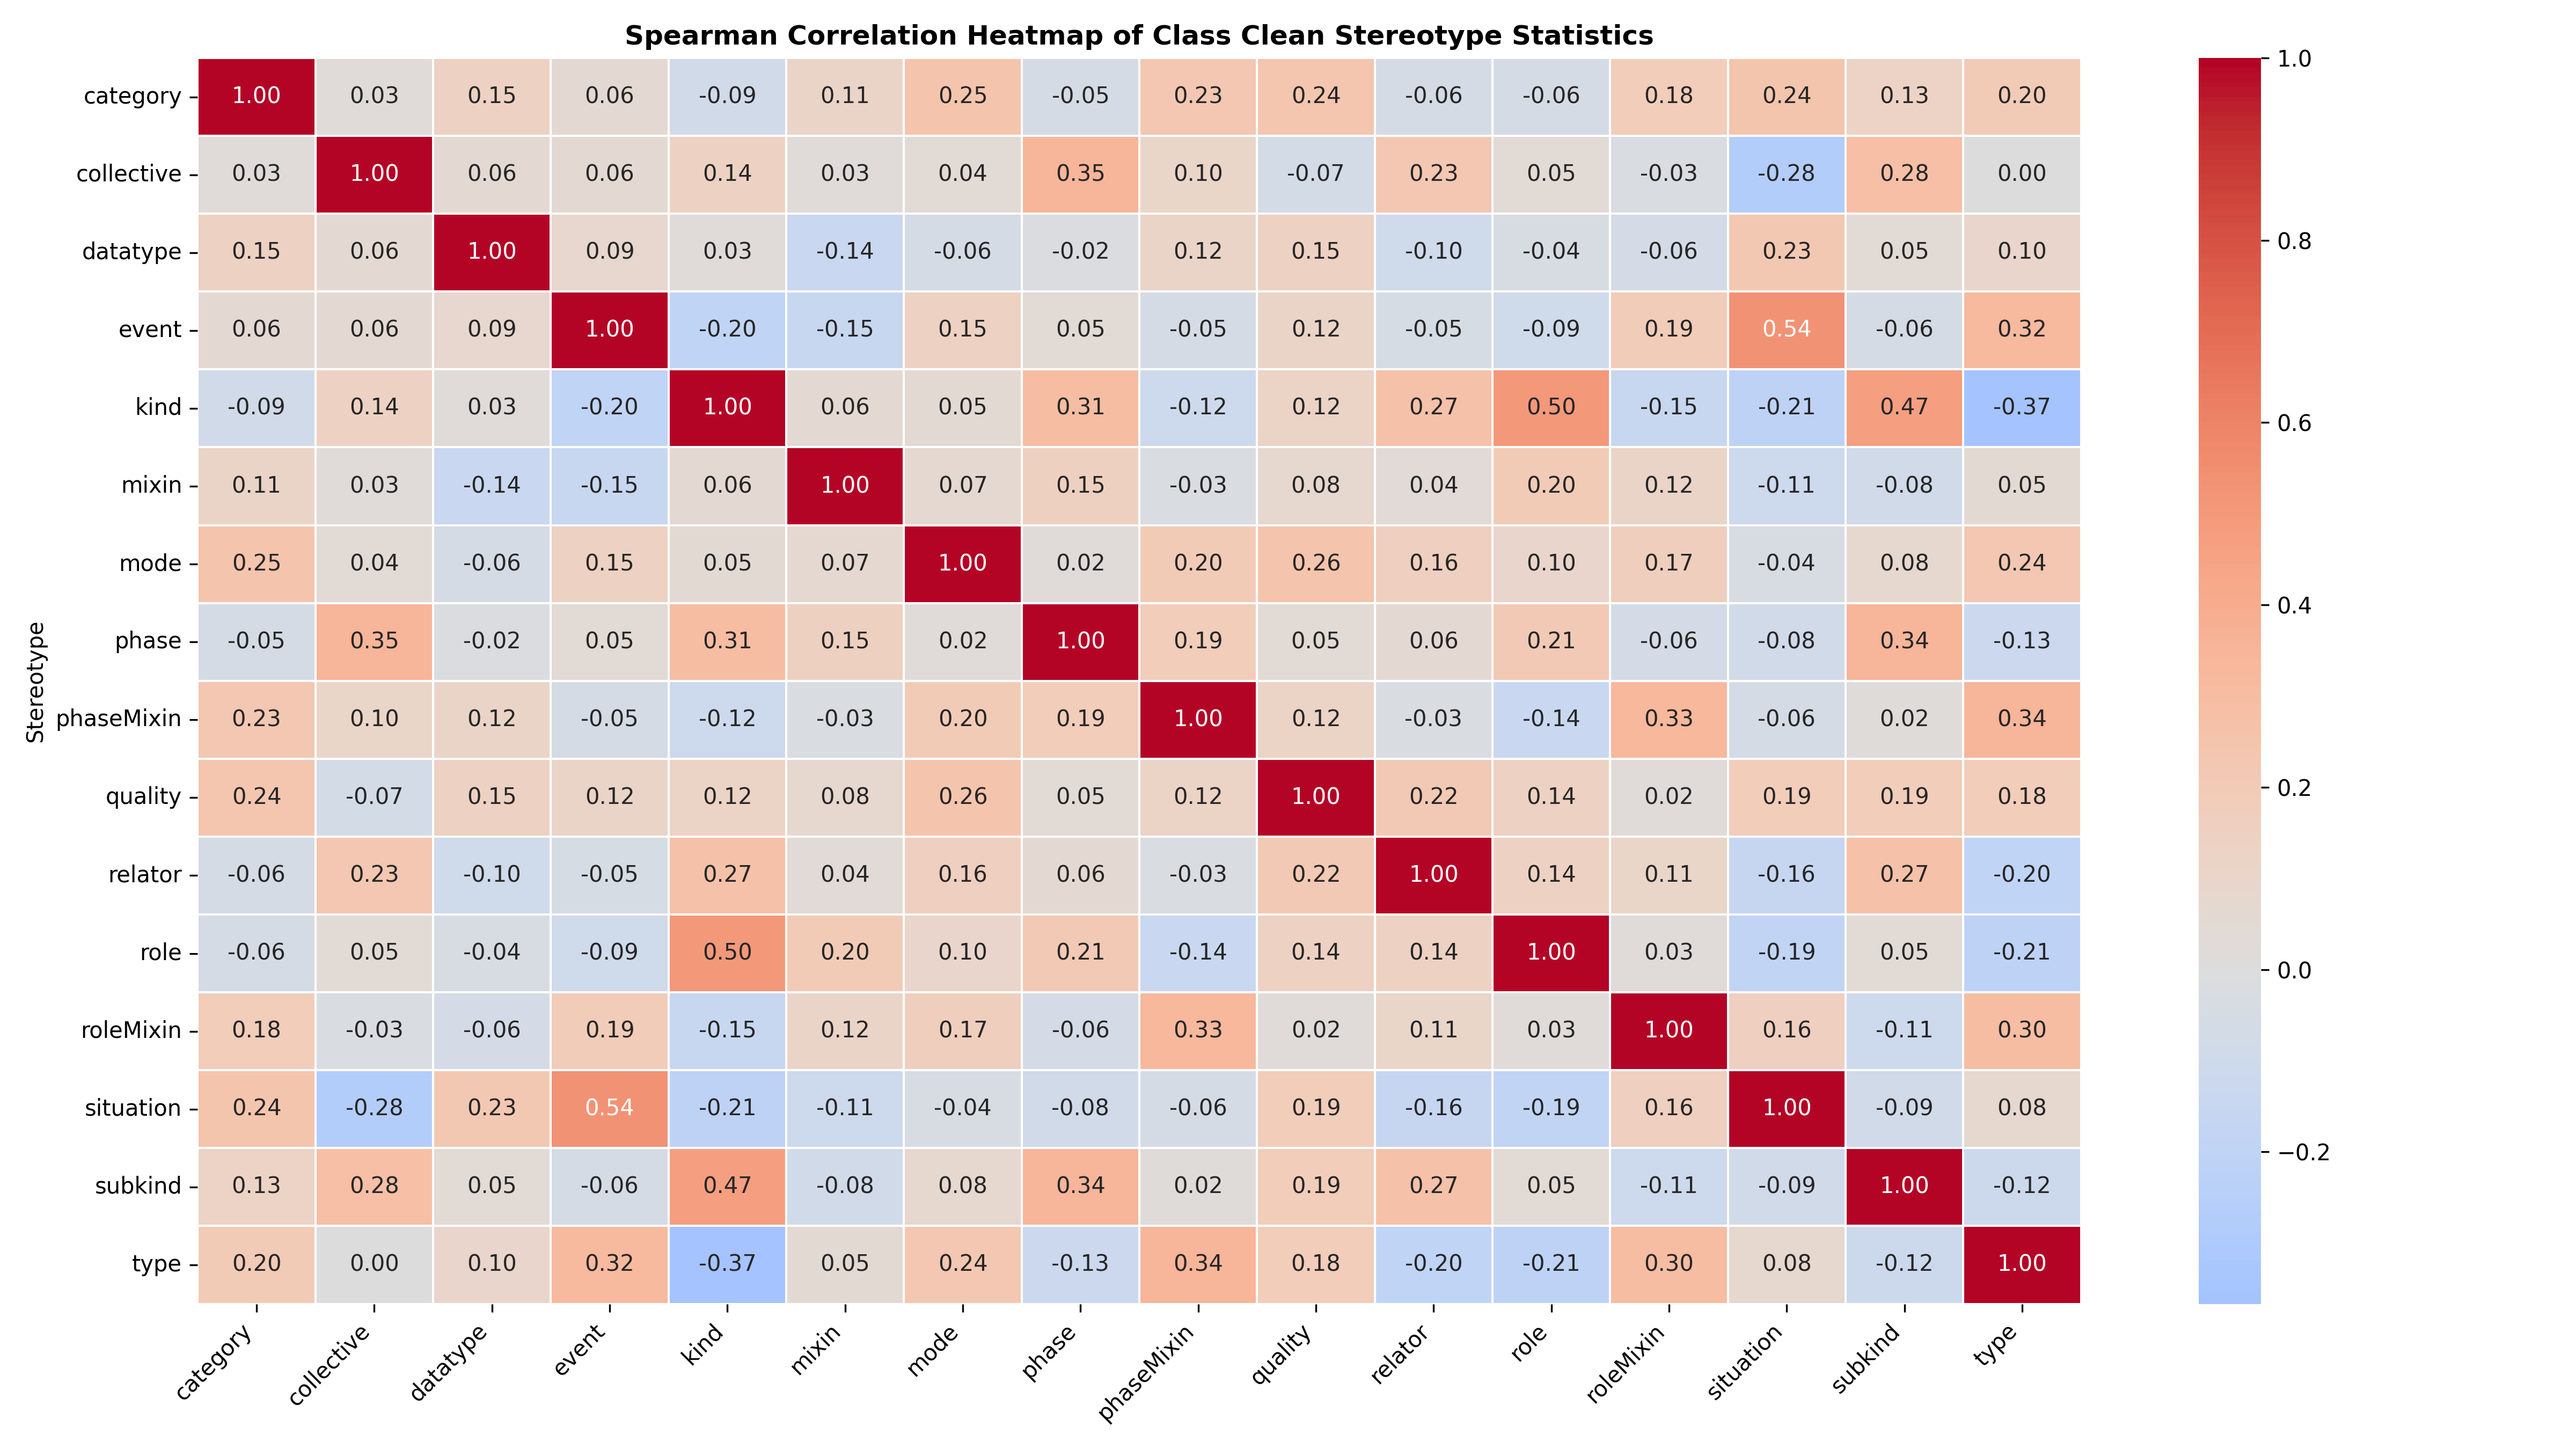 Spearman Correlation Heatmap of Class Clean Stereotype Statistics
Stereotype
category 1.00 0.03 0.15 0.06 -0.09 0.11 0.25 -0.05 0.23 0.24 -0.06 -0.06 0.18 0.24 0.13 0.20
collective 0.03 1.00 0.06 0.06 0.14 0.03 0.04 0.35 0.10 -0.07 0.23 0.05 -0.03 -0.28 0.28 0.00
datatype 0.15 0.06 1.00 0.09 0.03 -0.14 -0.06 -0.02 0.12 0.15 -0.10 -0.04 -0.06 0.23 0.05 0.10
event 0.06 0.06 0.09 1.00 -0.20 -0.15 0.15 0.05 -0.05 0.12 -0.05 -0.09 0.19 0.54 -0.06 0.32
kind -0.09 0.14 0.03 -0.20 1.00 0.06 0.05 0.31 -0.12 0.12 0.27 0.50 -0.15 -0.21 0.47 -0.37
mixin 0.11 0.03 -0.14 -0.15 0.06 1.00 0.07 0.15 -0.03 0.08 0.04 0.20 0.12 -0.11 -0.08 0.05
mode 0.25 0.04 -0.06 0.15 0.05 0.07 1.00 0.02 0.20 0.26 0.16 0.10 0.17 -0.04 0.08 0.24
phase -0.05 0.35 -0.02 0.05 0.31 0.15 0.02 1.00 0.19 0.05 0.06 0.21 -0.06 -0.08 0.34 -0.13
phaseMixin 0.23 0.10 0.12 -0.05 -0.12 -0.03 0.20 0.19 1.00 0.12 -0.03 -0.14 0.33 -0.06 0.02 0.34
quality 0.24 -0.07 0.15 0.12 0.12 0.08 0.26 0.05 0.12 1.00 0.22 0.14 0.02 0.19 0.19 0.18
relator -0.06 0.23 -0.10 -0.05 0.27 0.04 0.16 0.06 -0.03 0.22 1.00 0.14 0.11 -0.16 0.27 -0.20
role -0.06 0.05 -0.04 -0.09 0.50 0.20 0.10 0.21 -0.14 0.14 0.14 1.00 0.03 -0.19 0.05 -0.21
roleMixin 0.18 -0.03 -0.06 0.19 -0.15 0.12 0.17 -0.06 0.33 0.02 0.11 0.03 1.00 0.16 -0.11 0.30
situation 0.24 -0.28 0.23 0.54 -0.21 -0.11 -0.04 -0.08 -0.06 0.19 -0.16 -0.19 0.16 1.00 -0.09 0.08
subkind 0.13 0.28 0.05 -0.06 0.47 -0.08 0.08 0.34 0.02 0.19 0.27 0.05 -0.11 -0.09 1.00 -0.12
type 0.20 0.00 0.10 0.32 -0.37 0.05 0.24 -0.13 0.34 0.18 -0.20 -0.21 0.30 0.08 -0.12 1.00
category collective datatype event kind mixin mode phase phaseMixin quality relator role roleMixin situation subkind type
1.0
0.8
0.6
0.4
0.2
0.0
−0.2